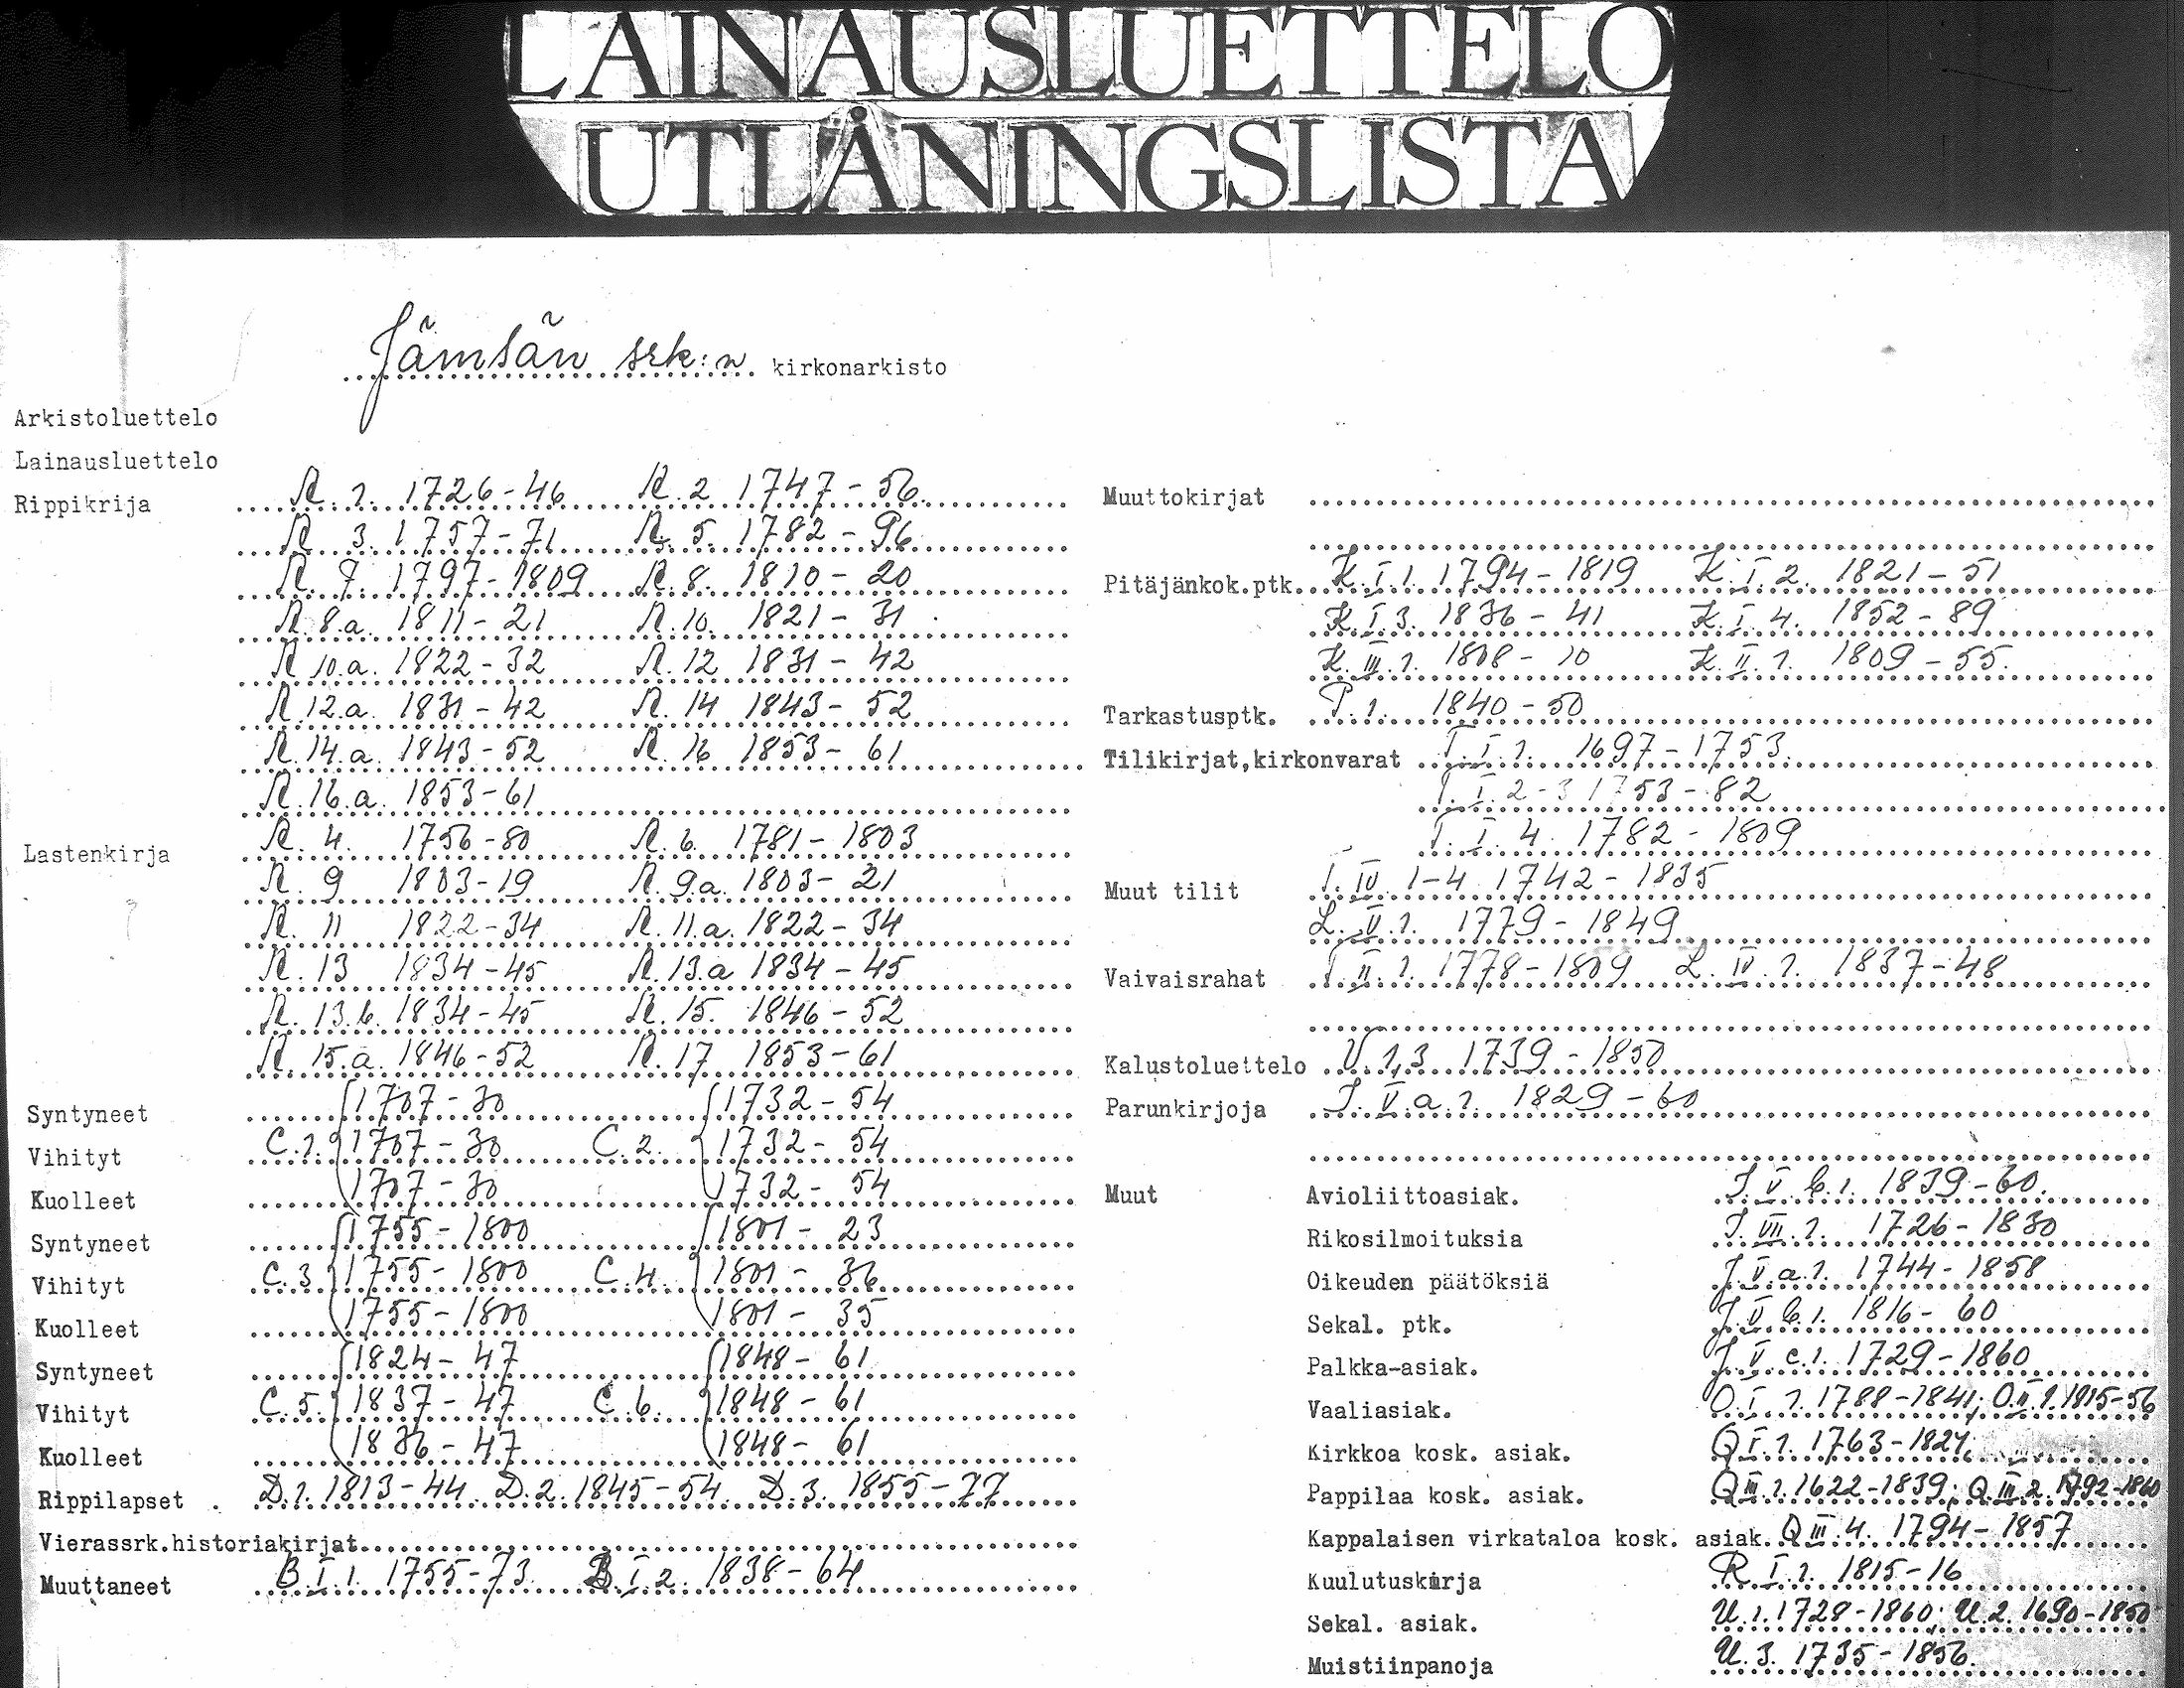 LAINAUSLUETTELO
UTLÅNINGSLISTA
Jämsän srk:n kirkonarkisto
Arkistoluettelo
Lainausluettelo
Rippikrija R. 1. 1726-46 R. 2 1747-56
R 3. 1757-71 R. 5. 1782-96
R. 7. 1797-1809 R. 8. 1810-20
R. 8.a. 1811-21 R. 10. 1821-31
R 10.a. 1822-32 R. 12 1831-42
R. 12.a. 1831-42 R. 14 1843-52
R. 14.a. 1843-52 R. 16 1853-61
R. 16.a. 1853-61
Lastenkirja R. 4. 1756-80 R. 6. 1781-1803
R. 9 1803-19 R. 9.a. 1803-21
R. 11 1822-34 R. 11.a. 1822-34
R. 13 1834-45 R. 13.a 1834-45
R. 13.b. 1834-45 R. 15. 1846-52
R. 15.a. 1846-52 R. 17 1853-61
Syntyneet 1707-30 1732-54
Vihityt C.1. 1707-30 C.2. 1732-54
Kuolleet 1707-30 1732-54
Syntyneet 1755-1800 1801-23
Vihityt C.3. 1755-1800 C.4. 1801-36
Kuolleet 1755-1800 1801-35
Syntyneet 1824-47 1848-61
Vihityt C.5. 1837-47 C.6. 1848-61
Kuolleet 1836-47 1848-61
Rippilapset D.1. 1813-44. D.2. 1845-54. D.3. 1855-77
Vierassrk.historiakirjat
Muuttaneet B.I.1. 1755-73. B.I.2. 1838-64
Muuttokirjat
Pitäjänkok.ptk. K.I.1. 1794-1819 K.I.2. 1821-51
K.I.3. 1836-41 K.I.4. 1852-89
K.III.1. 1808-10 K.II.1. 1809-55.
Tarkastusptk. P.1. 1840-50
Tilikirjat,kirkonvarat T.I.1. 1697-1753.
T.I.2-3 1753-82
T.I.4. 1782-1809
Muut tilit T.IV. 1-4 1742-1835
L.V.1. 1779-1849
Vaivaisrahat T.II.1. 1778-1809 L.IV.1. 1837-48
Kalustoluettelo V.1,3 1739-1850
Parunkirjoja J.V.a.1. 1829-60
Muut Avioliittoasiak. J.V.b.1. 1839-60.
Rikosilmoituksia J.VII.1. 1726-1830
Oikeuden päätöksiä J.V.a.1. 1744-1858
Sekal. ptk. J.V.b.1. 1816-60
Palkka-asiak. J.V.c.1. 1729-1860
Vaaliasiak. O.I.1. 1788-1841; O.II.1. 1815-56
Kirkkoa kosk. asiak. Q.I.1. 1763-1824.
Pappilaa kosk. asiak. Q.III.1. 1622-1839; Q.III.2. 1792-1860
Kappalaisen virkataloa kosk. asiak. Q.III.4. 1794-1857
Kuulutuskirja R.I.1. 1815-16
Sekal. asiak. U.1. 1728-1860. U.2. 1690-1850
Muistiinpanoja U.3. 1735-1856.